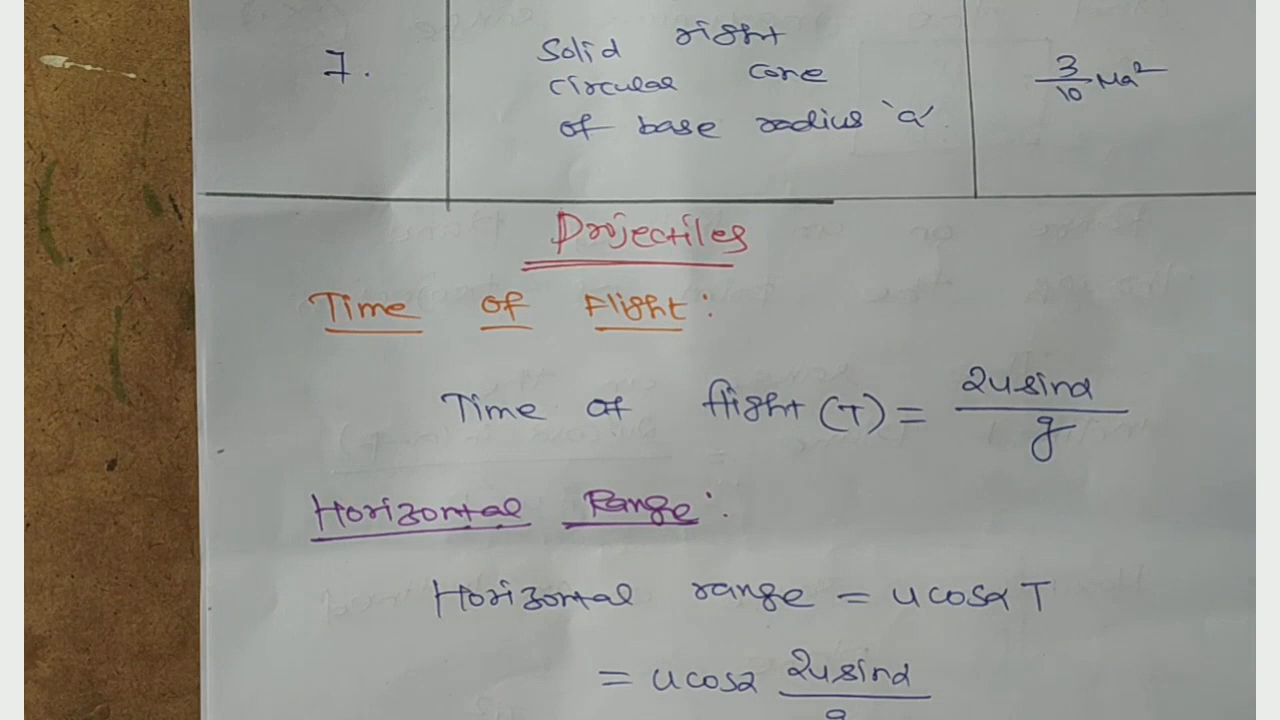 7.
Solid right
circular cone
of base radius 'a'.
3/10 Ma²
Projectiles
Time of Flight:
Time of flight (T) = 2u sinα / g
Horizontal Range:
Horizontal range = u cosα T
= u cosα 2u sinα / g